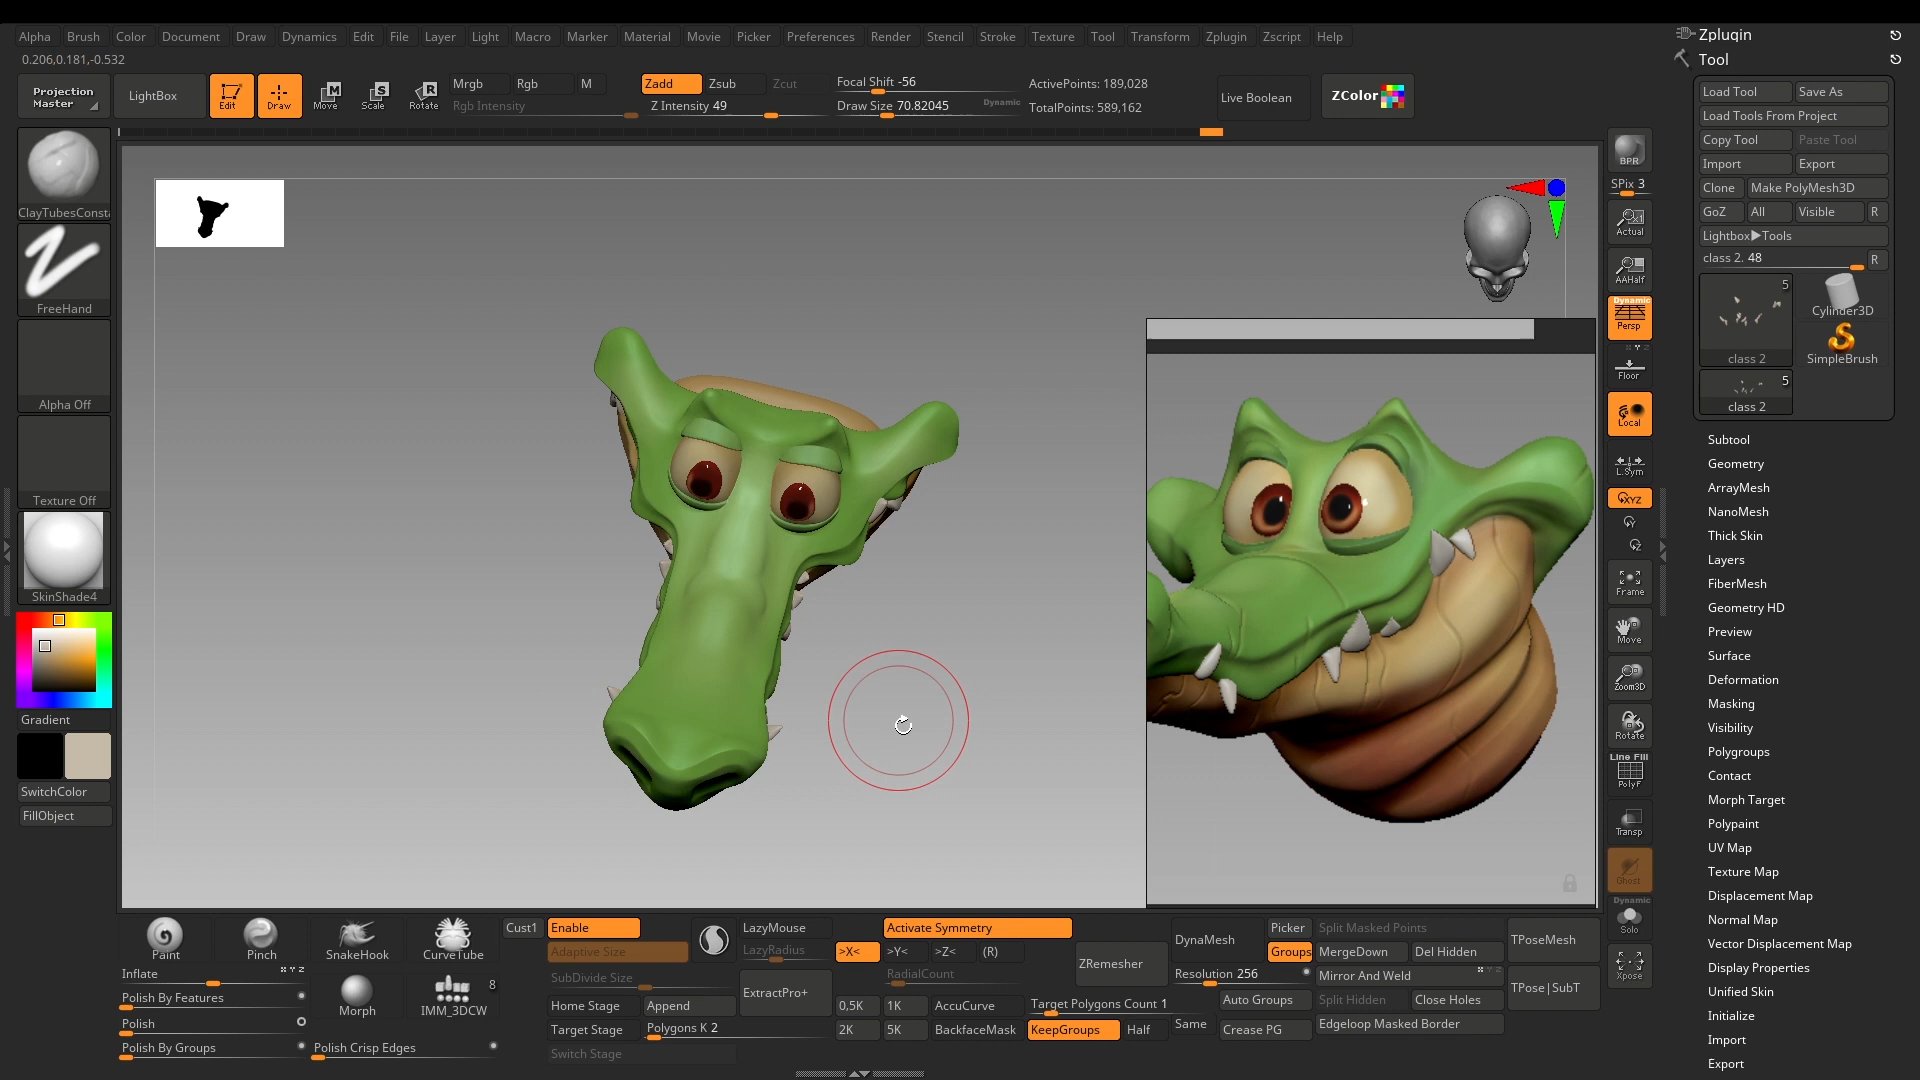 Alpha Brush Color Document Draw Dynamics Edit File Layer Light Macro Marker Material Movie Picker Preferences Render Stencil Stroke Texture Tool Transform Zplugin Zscript Help
0.206,0.181,-0.532
Projection Master
LightBox
Edit
Draw
Move
Scale
Rotate
Mrgb Rgb M
Rgb Intensity
Zadd Zsub Zcut
Z Intensity 49
Focal Shift -56
Draw Size 70.82045
Dynamic
ActivePoints: 189,028
TotalPoints: 589,162
Live Boolean
ZColor
ClayTubesConst
FreeHand
Alpha Off
Texture Off
SkinShade4
Gradient
SwitchColor
FillObject
BPR
SPix 3
Actual
AAHalf
Dynamic
Persp
Floor
Local
L.Sym
XYZ
Y
Z
Frame
Move
Zoom3D
Rotate
Line Fill
PolyF
Transp
Ghost
Dynamic
Solo
Xpose
Zplugin
Tool
Load Tool Save As
Load Tools From Project
Copy Tool Paste Tool
Import Export
Clone Make PolyMesh3D
GoZ All Visible R
Lightbox▶Tools
class 2. 48 R
5
class 2
Cylinder3D
SimpleBrush
5
class 2
Subtool
Geometry
ArrayMesh
NanoMesh
Thick Skin
Layers
FiberMesh
Geometry HD
Preview
Surface
Deformation
Masking
Visibility
Polygroups
Contact
Morph Target
Polypaint
UV Map
Texture Map
Displacement Map
Normal Map
Vector Displacement Map
Display Properties
Unified Skin
Initialize
Import
Export
Paint
Pinch
SnakeHook
CurveTube
Inflate
Polish By Features
Polish
Polish By Groups
Morph
IMM_3DCW
8
Polish Crisp Edges
Cust1
Enable
Adaptive Size
SubDivide Size
Home Stage Append
Target Stage Polygons K 2
Switch Stage
LazyMouse
LazyRadius
ExtractPro+
Activate Symmetry
>X< >Y< >Z< (R)
RadialCount
0,5K 1K AccuCurve
2K 5K BackfaceMask
ZRemesher
Target Polygons Count 1
KeepGroups Half Same
DynaMesh
Resolution 256
Auto Groups
Crease PG
Picker
Groups
Split Masked Points
MergeDown Del Hidden
Mirror And Weld
Split Hidden Close Holes
Edgeloop Masked Border
TPoseMesh
TPose|SubT